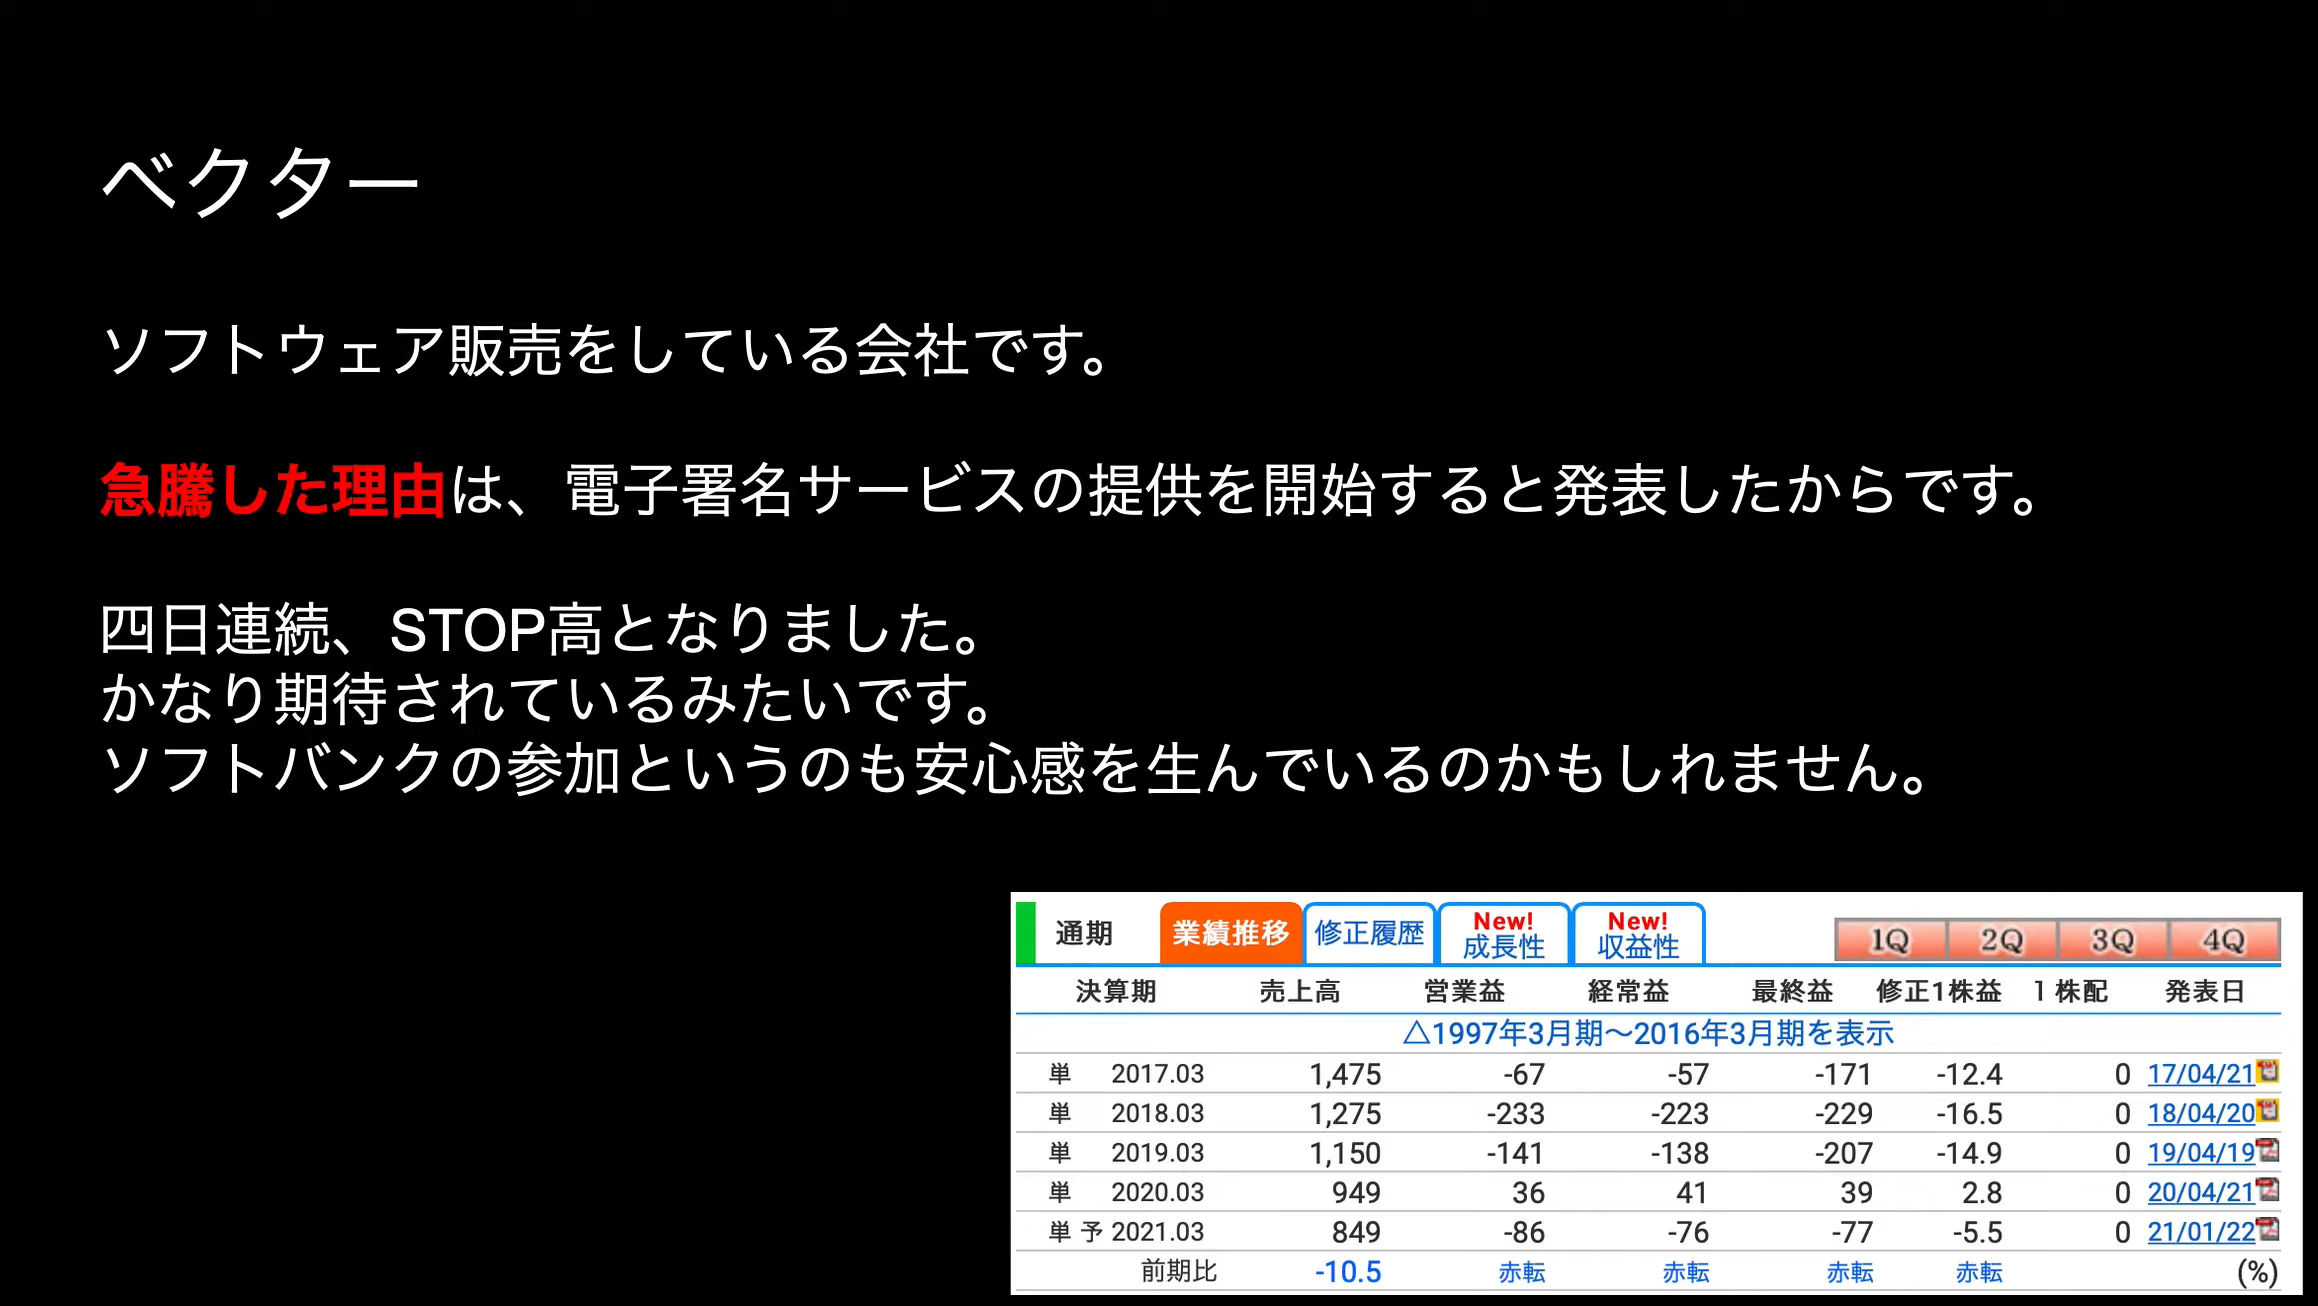 ベクター
ソフトウェア販売をしている会社です。
急騰した理由は、電子署名サービスの提供を開始すると発表したからです。
四日連続、STOP高となりました。
かなり期待されているみたいです。
ソフトバンクの参加というのも安心感を生んでいるのかもしれません。
通期 業績推移 修正履歴 New! 成長性 New! 収益性 1Q 2Q 3Q 4Q
決算期 売上高 営業益 経常益 最終益 修正1株益 1株配 発表日
△1997年3月期〜2016年3月期を表示
単 2017.03 1,475 -67 -57 -171 -12.4 0 17/04/21
単 2018.03 1,275 -233 -223 -229 -16.5 0 18/04/20
単 2019.03 1,150 -141 -138 -207 -14.9 0 19/04/19
単 2020.03 949 36 41 39 2.8 0 20/04/21
単 予 2021.03 849 -86 -76 -77 -5.5 0 21/01/22
前期比 -10.5 赤転 赤転 赤転 赤転 (%)